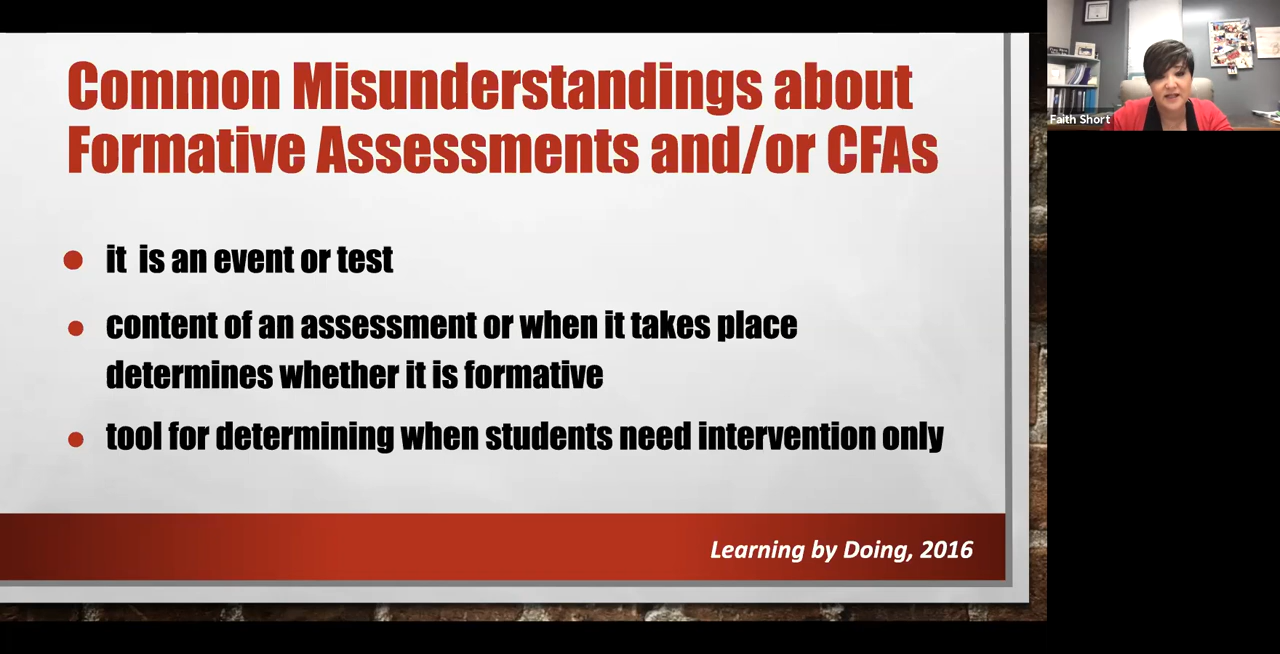 Common Misunderstandings about
Formative Assessments and/or CFAs
it is an event or test
content of an assessment or when it takes place
determines whether it is formative
tool for determining when students need intervention only
Learning by Doing, 2016
Faith Short